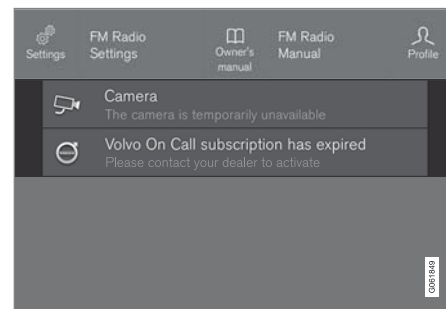 Settings
FM Radio
Settings
Owner's
manual
FM Radio
Manual
Profile
Camera
The camera is temporarily unavailable
Volvo On Call subscription has expired
Please contact your dealer to activate
G061849